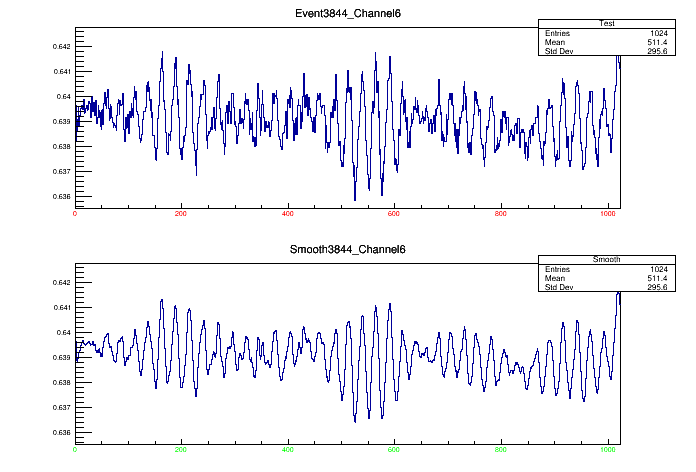 Event3844_Channel6
Test
Entries 1024
Mean 511.4
Std Dev 295.6
0.642
0.641
0.64
0.639
0.638
0.637
0.636
0 200 400 600 800 1000
Smooth3844_Channel6
Smooth
Entries 1024
Mean 511.4
Std Dev 295.6
0.642
0.641
0.64
0.639
0.638
0.637
0.636
0 200 400 600 800 1000